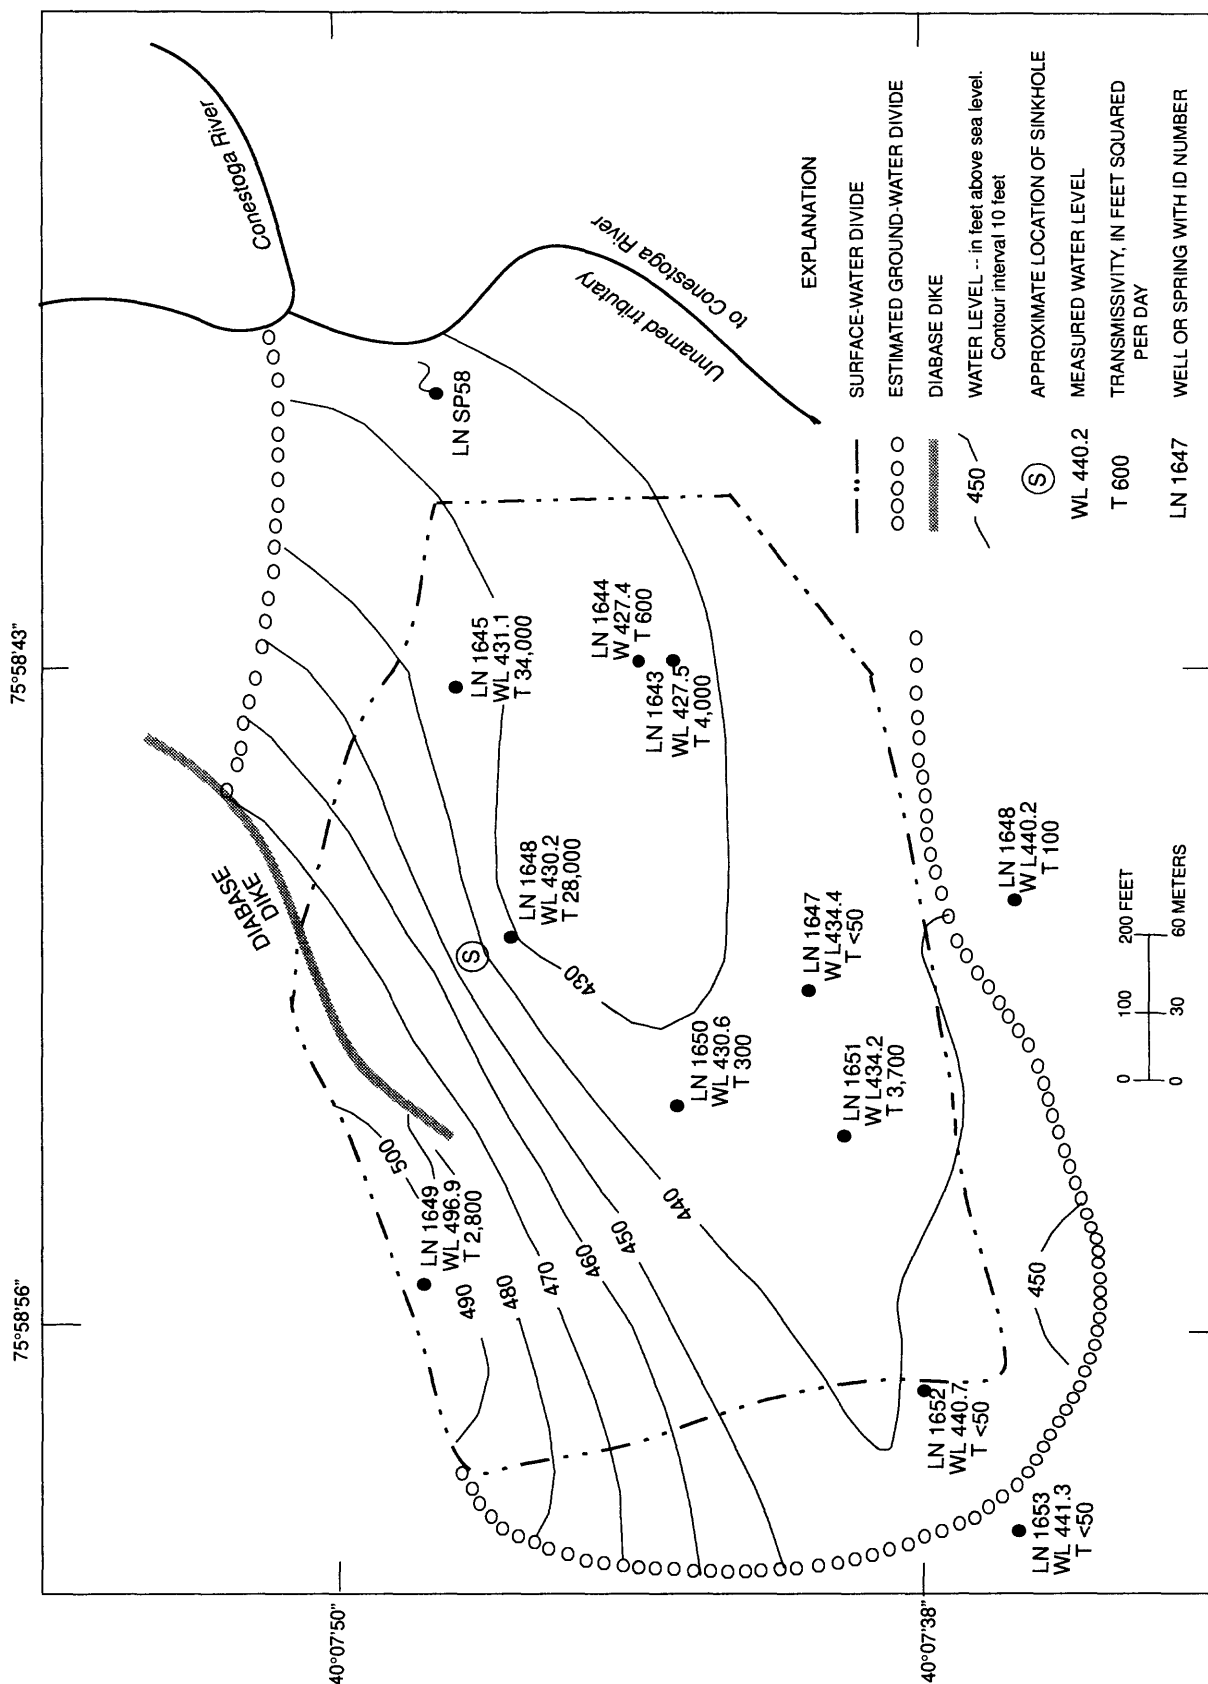 75°58'56"
75°58'43"
40°07'50"
40°07'38"
Conestoga River
Unnamed tributary
to Conestoga River
DIABASE
DIKE
500
490
480
470
460
450
440
430
450
LN 1649
WL 496.9
T 2,800
LN 1648
WL 430.2
T 28,000
S
LN 1645
WL 431.1
T 34,000
LN SP58
LN 1644
W 427.4
T 600
LN 1643
WL 427.5
T 4,000
LN 1650
WL 430.6
T 300
LN 1647
W L434.4
T <50
LN 1651
W L434.2
T 3,700
LN 1652
WL 440.7
T <50
LN 1653
WL 441.3
T <50
LN 1648
W L440.2
T 100
0 100 200 FEET
0 30 60 METERS
EXPLANATION
SURFACE-WATER DIVIDE
ESTIMATED GROUND-WATER DIVIDE
DIABASE DIKE
450 WATER LEVEL -- in feet above sea level.
Contour interval 10 feet
S APPROXIMATE LOCATION OF SINKHOLE
WL 440.2 MEASURED WATER LEVEL
T 600 TRANSMISSIVITY, IN FEET SQUARED
PER DAY
LN 1647 WELL OR SPRING WITH ID NUMBER